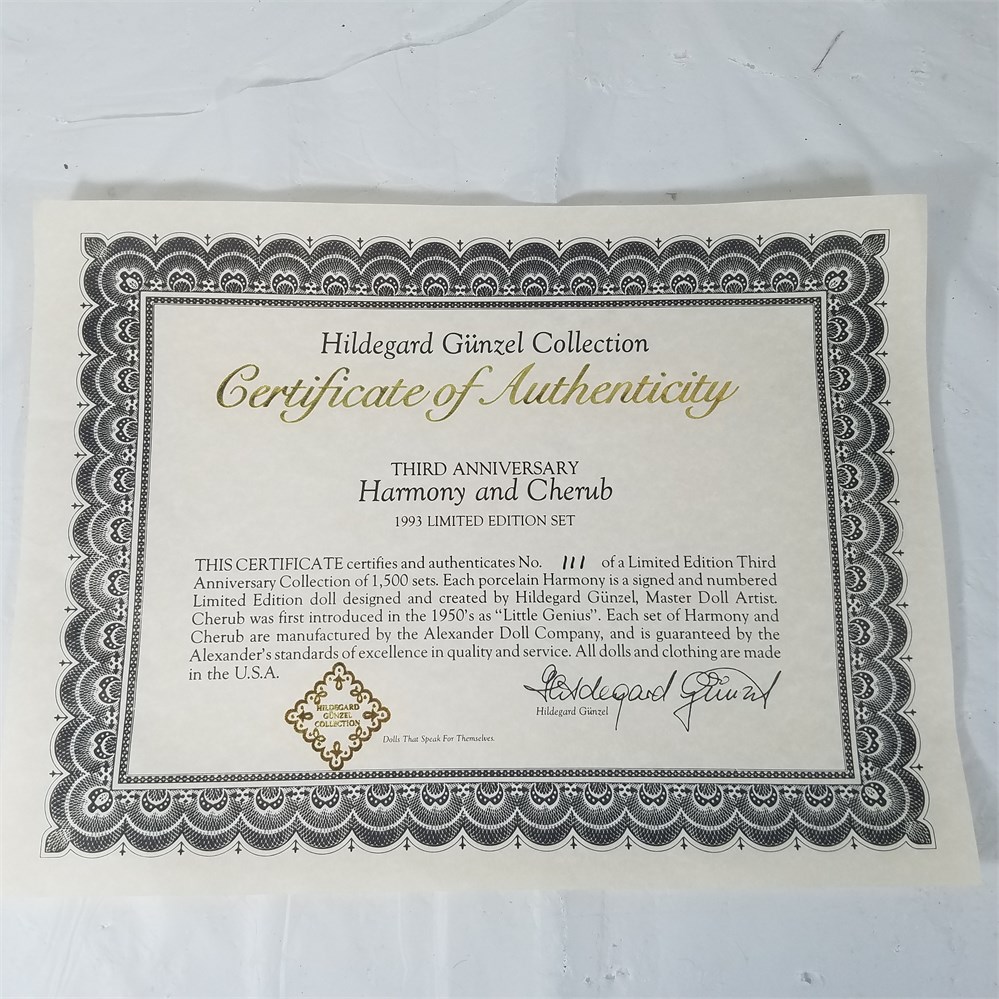 Hildegard Günzel Collection
Certificate of Authenticity
THIRD ANNIVERSARY
Harmony and Cherub
1993 LIMITED EDITION SET
THIS CERTIFICATE certifies and authenticates No. 111 of a Limited Edition Third
Anniversary Collection of 1,500 sets. Each porcelain Harmony is a signed and numbered
Limited Edition doll designed and created by Hildegard Günzel, Master Doll Artist.
Cherub was first introduced in the 1950's as "Little Genius". Each set of Harmony and
Cherub are manufactured by the Alexander Doll Company, and is guaranteed by the
Alexander's standards of excellence in quality and service. All dolls and clothing are made
in the U.S.A.
HILDEGARD
GÜNZEL
COLLECTION
Dolls That Speak For Themselves.
Hildegard Günzel
Hildegard Günzel